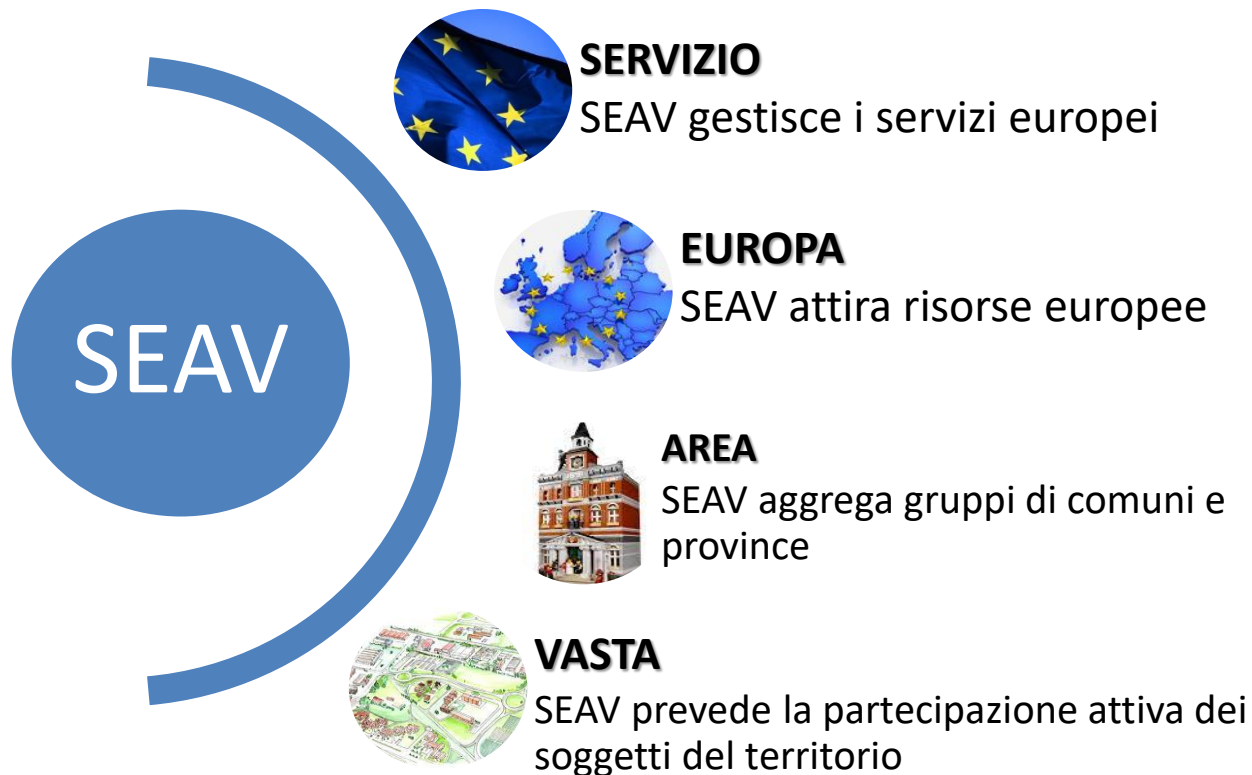 SEAV
SERVIZIO
SEAV gestisce i servizi europei
EUROPA
SEAV attira risorse europee
AREA
SEAV aggrega gruppi di comuni e
province
VASTA
SEAV prevede la partecipazione attiva dei
soggetti del territorio